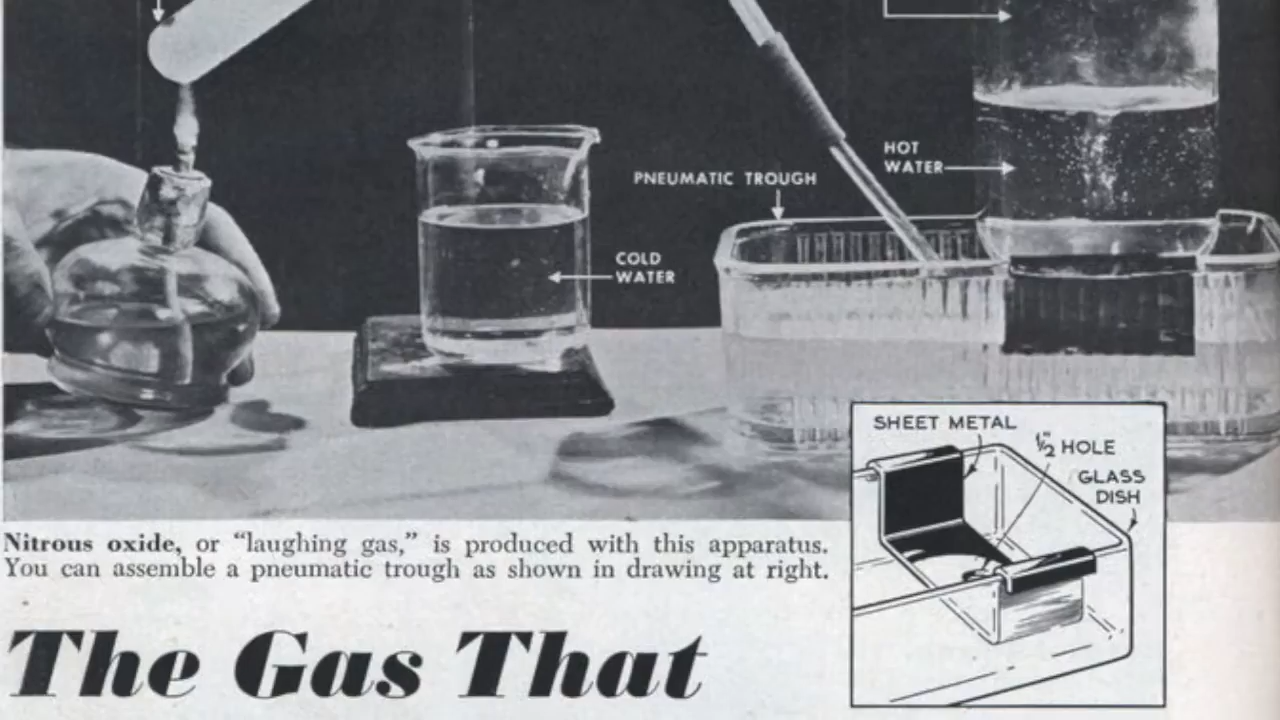 PNEUMATIC TROUGH
HOT
WATER
COLD
WATER
SHEET METAL
1/2" HOLE
GLASS
DISH
Nitrous oxide, or “laughing gas,” is produced with this apparatus.
You can assemble a pneumatic trough as shown in drawing at right.
The Gas That